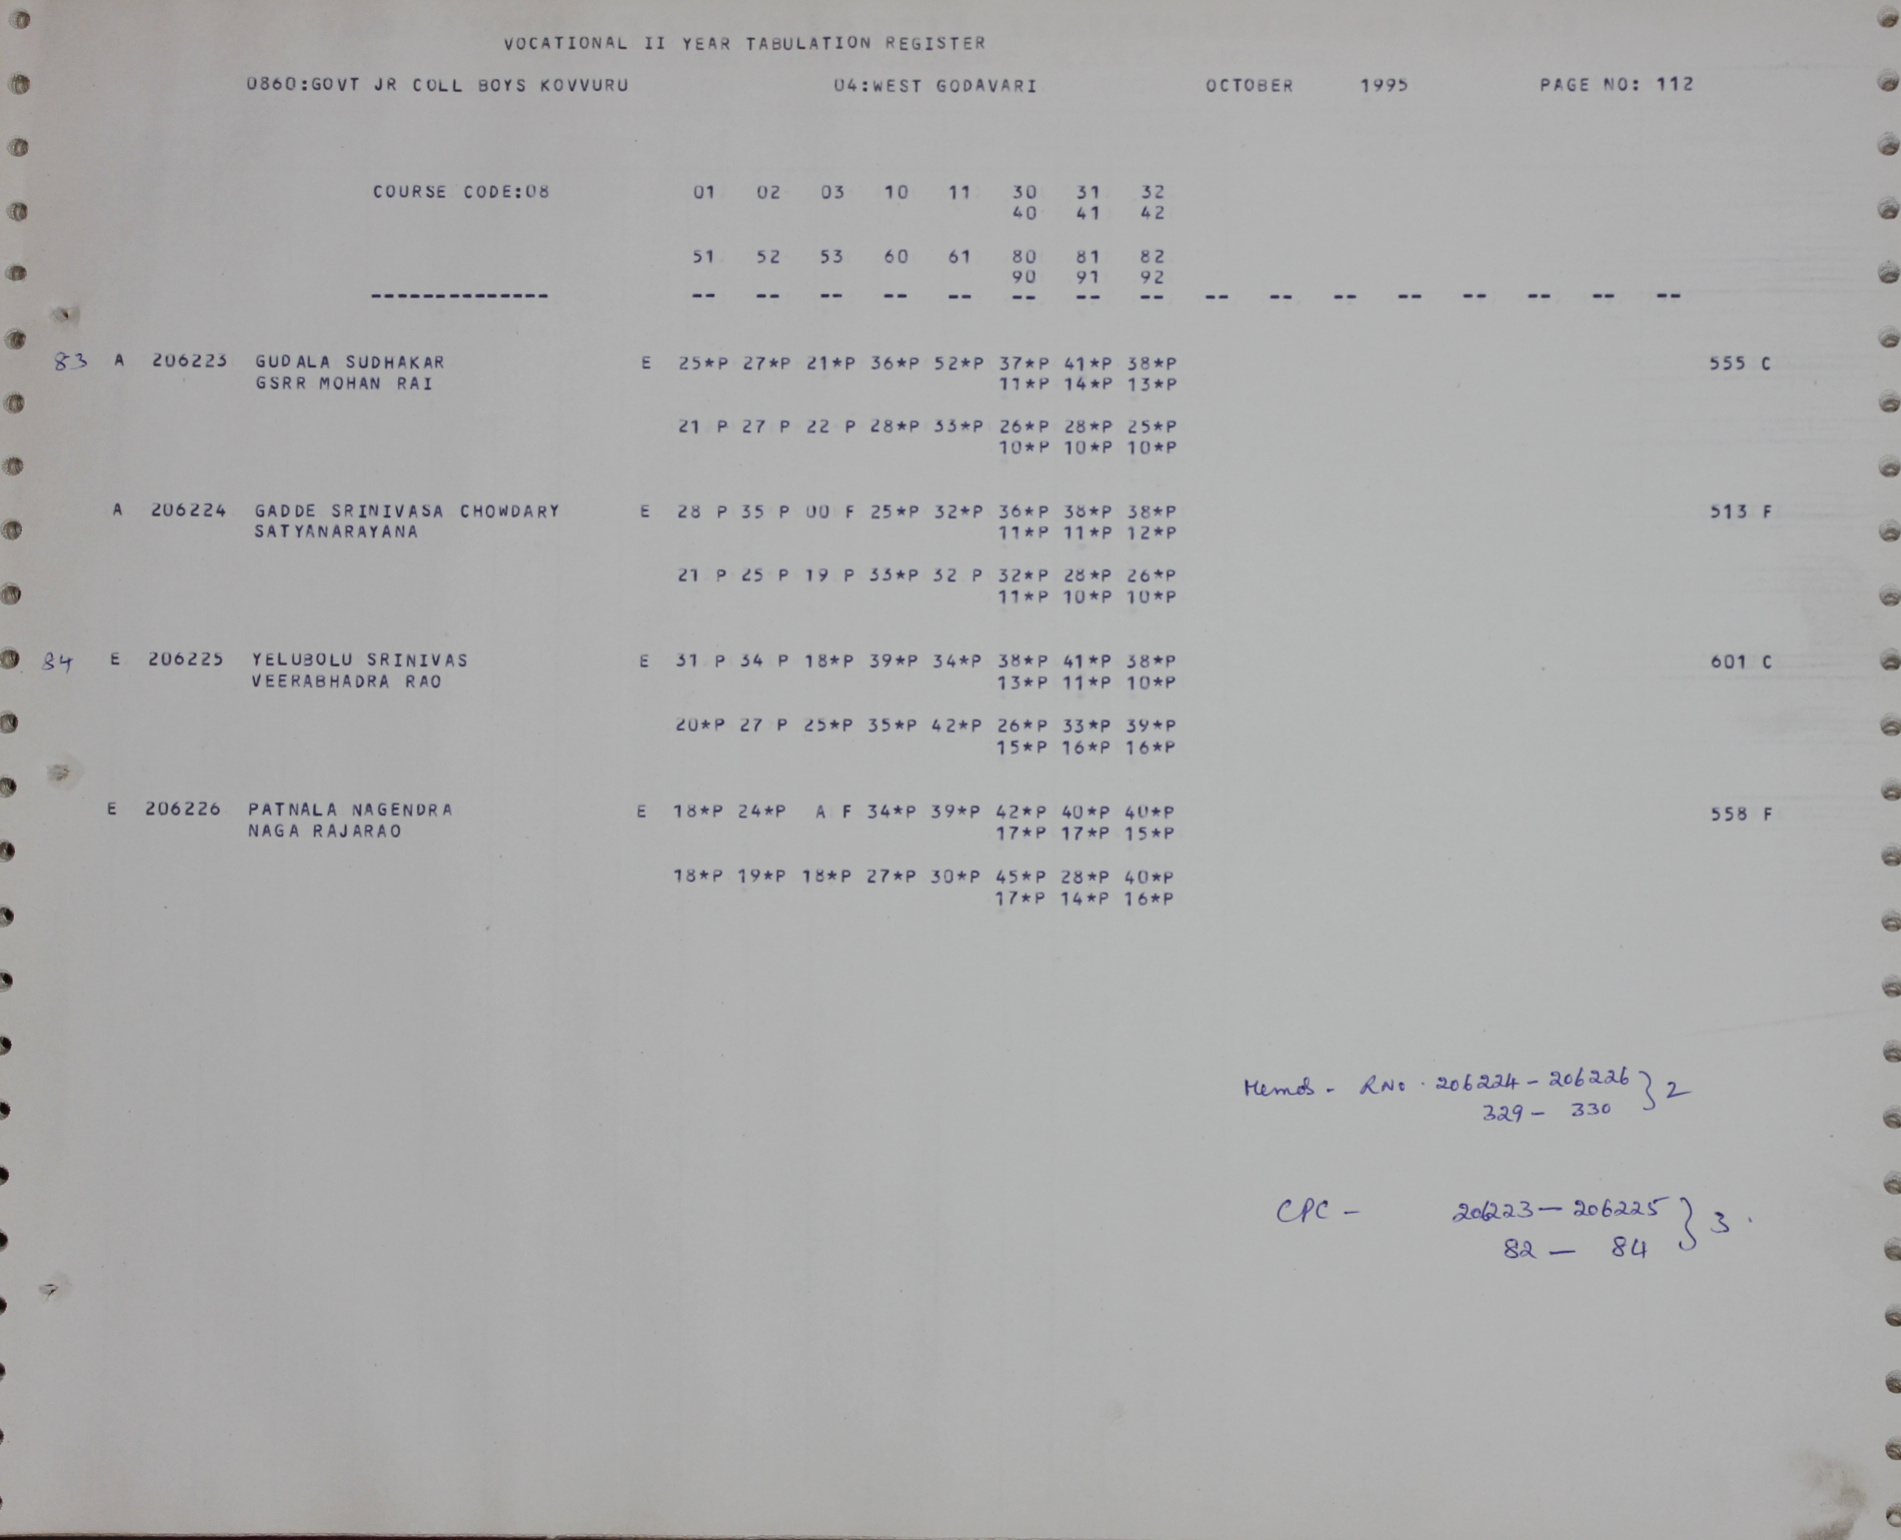 VOCATIONAL II YEAR TABULATION REGISTER
0860:GOVT JR COLL BOYS KOVVURU 04:WEST GODAVARI OCTOBER 1995 PAGE NO: 112
COURSE CODE:08 01 02 03 10 11 30 31 32
40 41 42
51 52 53 60 61 80 81 82
90 91 92
-------------- -- -- -- -- -- -- -- -- -- -- -- -- -- -- -- --
83 A 206223 GUDALA SUDHAKAR E 25*P 27*P 21*P 36*P 52*P 37*P 41*P 38*P 555 C
GSRR MOHAN RAI 11*P 14*P 13*P
21 P 27 P 22 P 28*P 33*P 26*P 28*P 25*P
10*P 10*P 10*P
A 206224 GADDE SRINIVASA CHOWDARY E 28 P 35 P 00 F 25*P 32*P 36*P 38*P 38*P 513 F
SATYANARAYANA 11*P 11*P 12*P
21 P 25 P 19 P 33*P 32 P 32*P 28*P 26*P
11*P 10*P 10*P
84 E 206225 YELUBOLU SRINIVAS E 31 P 34 P 18*P 39*P 34*P 38*P 41*P 38*P 601 C
VEERABHADRA RAO 13*P 11*P 10*P
20*P 27 P 25*P 35*P 42*P 26*P 33*P 39*P
15*P 16*P 16*P
E 206226 PATNALA NAGENDRA E 18*P 24*P A F 34*P 39*P 42*P 40*P 40*P 558 F
NAGA RAJARAO 17*P 17*P 15*P
18*P 19*P 18*P 27*P 30*P 45*P 28*P 40*P
17*P 14*P 16*P
Memos - RNo. 206224 - 206226 } 2
329 - 330
CPC - 206223 - 206225 } 3.
82 - 84